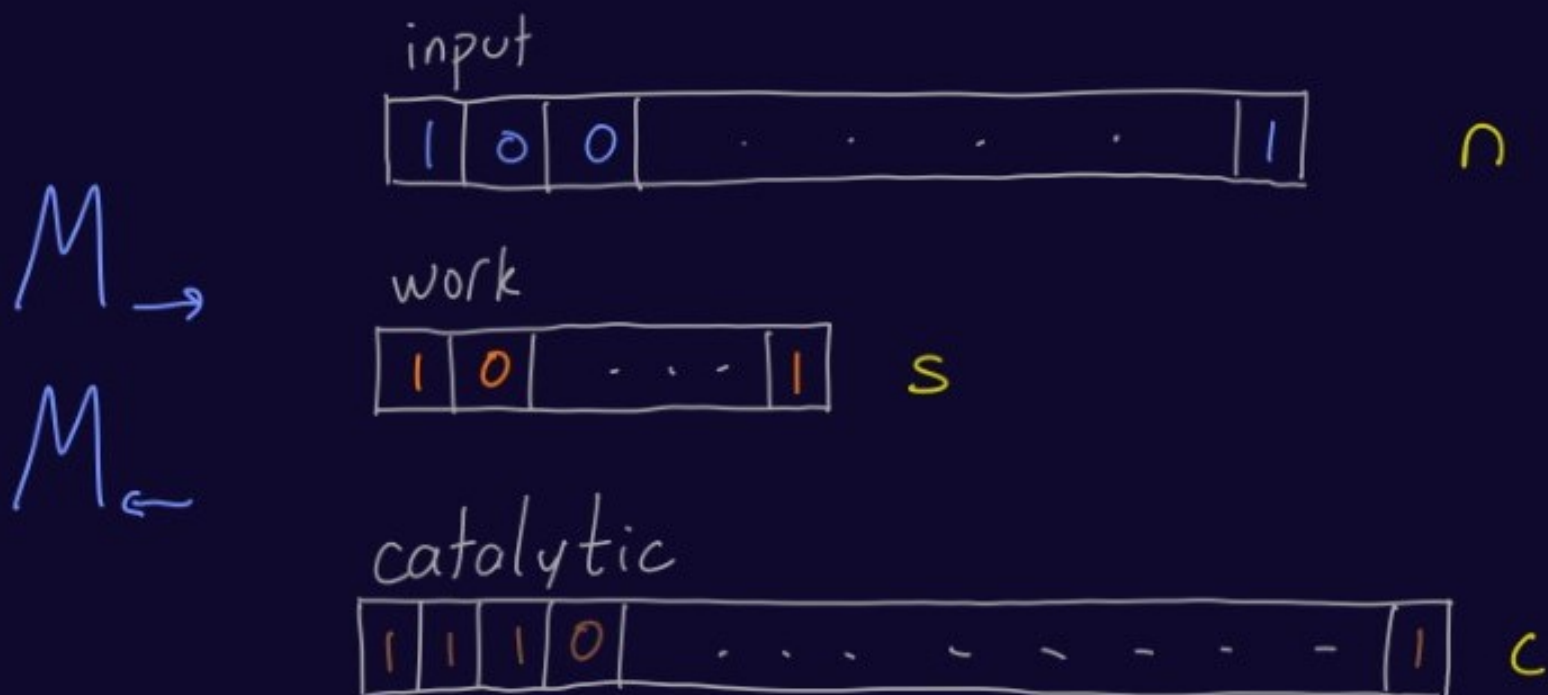 input
1 0 0 . . . . 1 n
M →
work
1 0 . . - 1 s
M ←
catalytic
1 1 1 0 . . . - - - - - 1 c